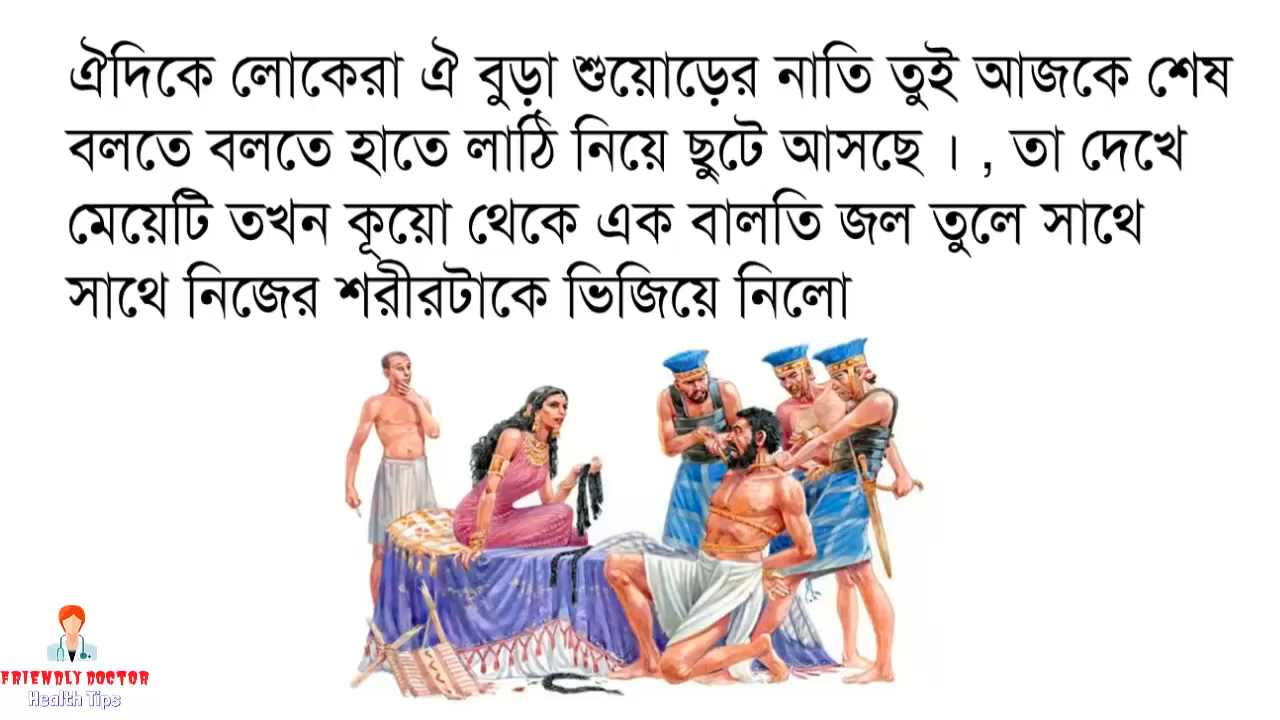 ঐদিকে লোকেরা ঐ বুড়া শুয়োড়ের নাতি তুই আজকে শেষ
বলতে বলতে হাতে লাঠি নিয়ে ছুটে আসছে । , তা দেখে
মেয়েটি তখন কূয়ো থেকে এক বালতি জল তুলে সাথে
সাথে নিজের শরীরটাকে ভিজিয়ে নিলো
FRIENDLY DOCTOR
Health Tips